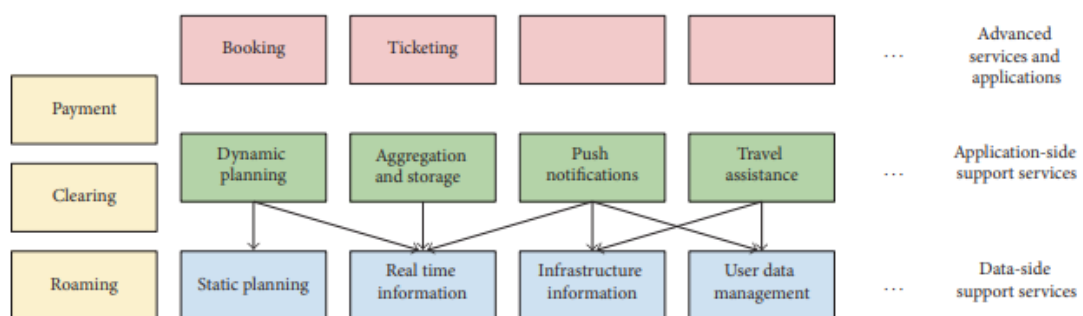 Booking
Ticketing
...
Advanced
services and
applications
Payment
Dynamic
planning
Aggregation
and storage
Push
notifications
Travel
assistance
...
Application-side
support services
Clearing
Roaming
Static planning
Real time
information
Infrastructure
information
User data
management
...
Data-side
support services